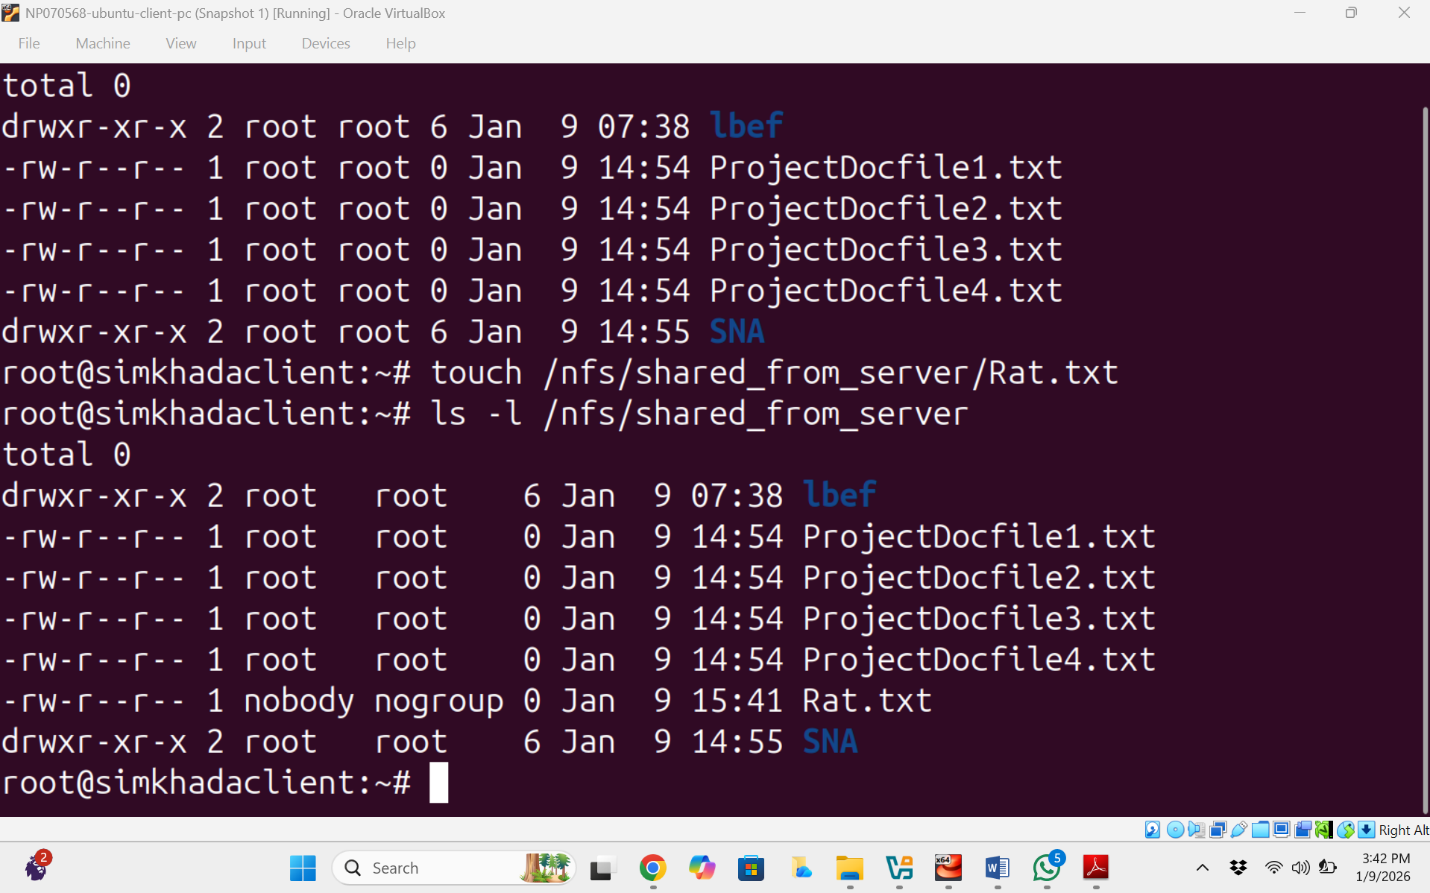 NP070568-ubuntu-client-pc (Snapshot 1) [Running] - Oracle VirtualBox
File Machine View Input Devices Help
total 0
drwxr-xr-x 2 root root 6 Jan  9 07:38 lbef
-rw-r--r-- 1 root root 0 Jan  9 14:54 ProjectDocfile1.txt
-rw-r--r-- 1 root root 0 Jan  9 14:54 ProjectDocfile2.txt
-rw-r--r-- 1 root root 0 Jan  9 14:54 ProjectDocfile3.txt
-rw-r--r-- 1 root root 0 Jan  9 14:54 ProjectDocfile4.txt
drwxr-xr-x 2 root root 6 Jan  9 14:55 SNA
root@simkhadaclient:~# touch /nfs/shared_from_server/Rat.txt
root@simkhadaclient:~# ls -l /nfs/shared_from_server
total 0
drwxr-xr-x 2 root   root    6 Jan  9 07:38 lbef
-rw-r--r-- 1 root   root    0 Jan  9 14:54 ProjectDocfile1.txt
-rw-r--r-- 1 root   root    0 Jan  9 14:54 ProjectDocfile2.txt
-rw-r--r-- 1 root   root    0 Jan  9 14:54 ProjectDocfile3.txt
-rw-r--r-- 1 root   root    0 Jan  9 14:54 ProjectDocfile4.txt
-rw-r--r-- 1 nobody nogroup 0 Jan  9 15:41 Rat.txt
drwxr-xr-x 2 root   root    6 Jan  9 14:55 SNA
root@simkhadaclient:~#
Right Alt
2
Search
x64
5
3:42 PM
1/9/2026